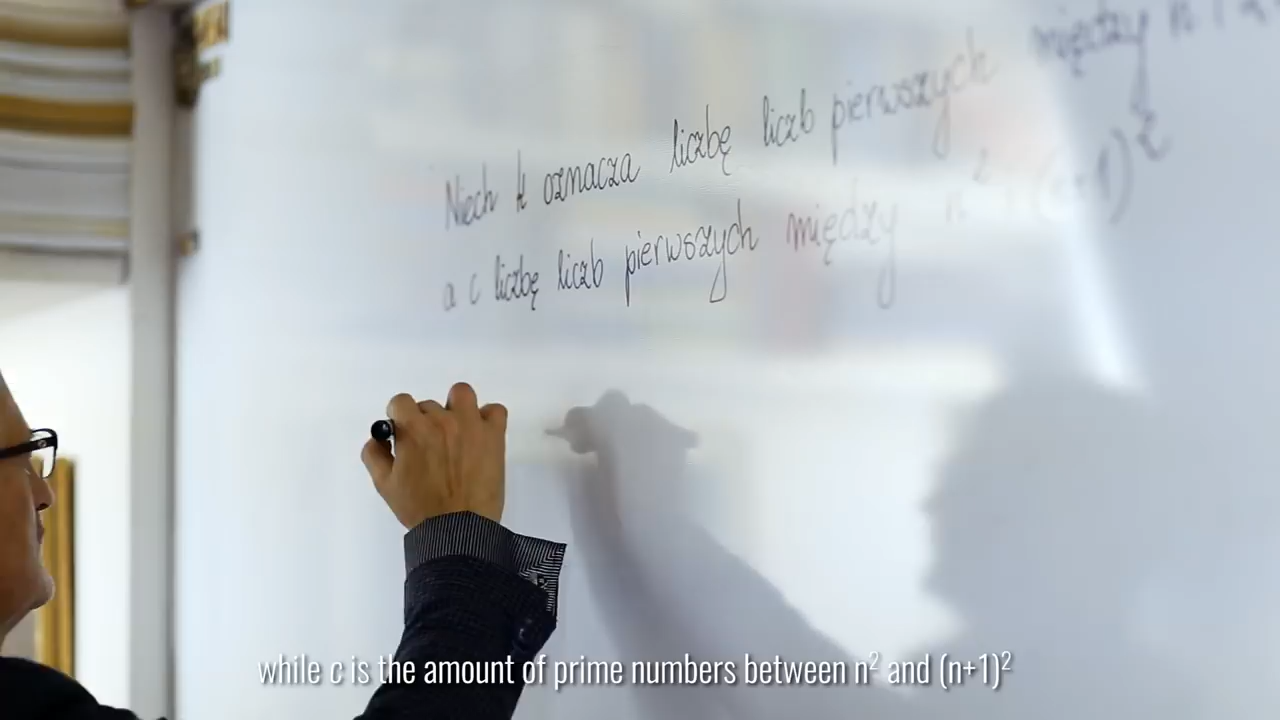 Niech k oznacza liczbę liczb pierwszych między n i
a c liczbę liczb pierwszych między n² i (n+1)²
while c is the amount of prime numbers between n² and (n+1)²